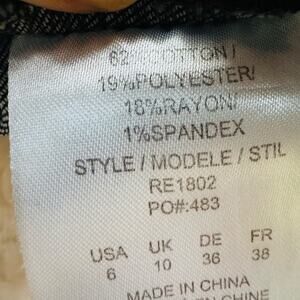 62%COTTON/
19%POLYESTER/
18%RAYON/
1%SPANDEX
STYLE / MODELE / STIL
RE1802
PO#:483
USA UK DE FR
6 10 36 38
MADE IN CHINA
CHINE